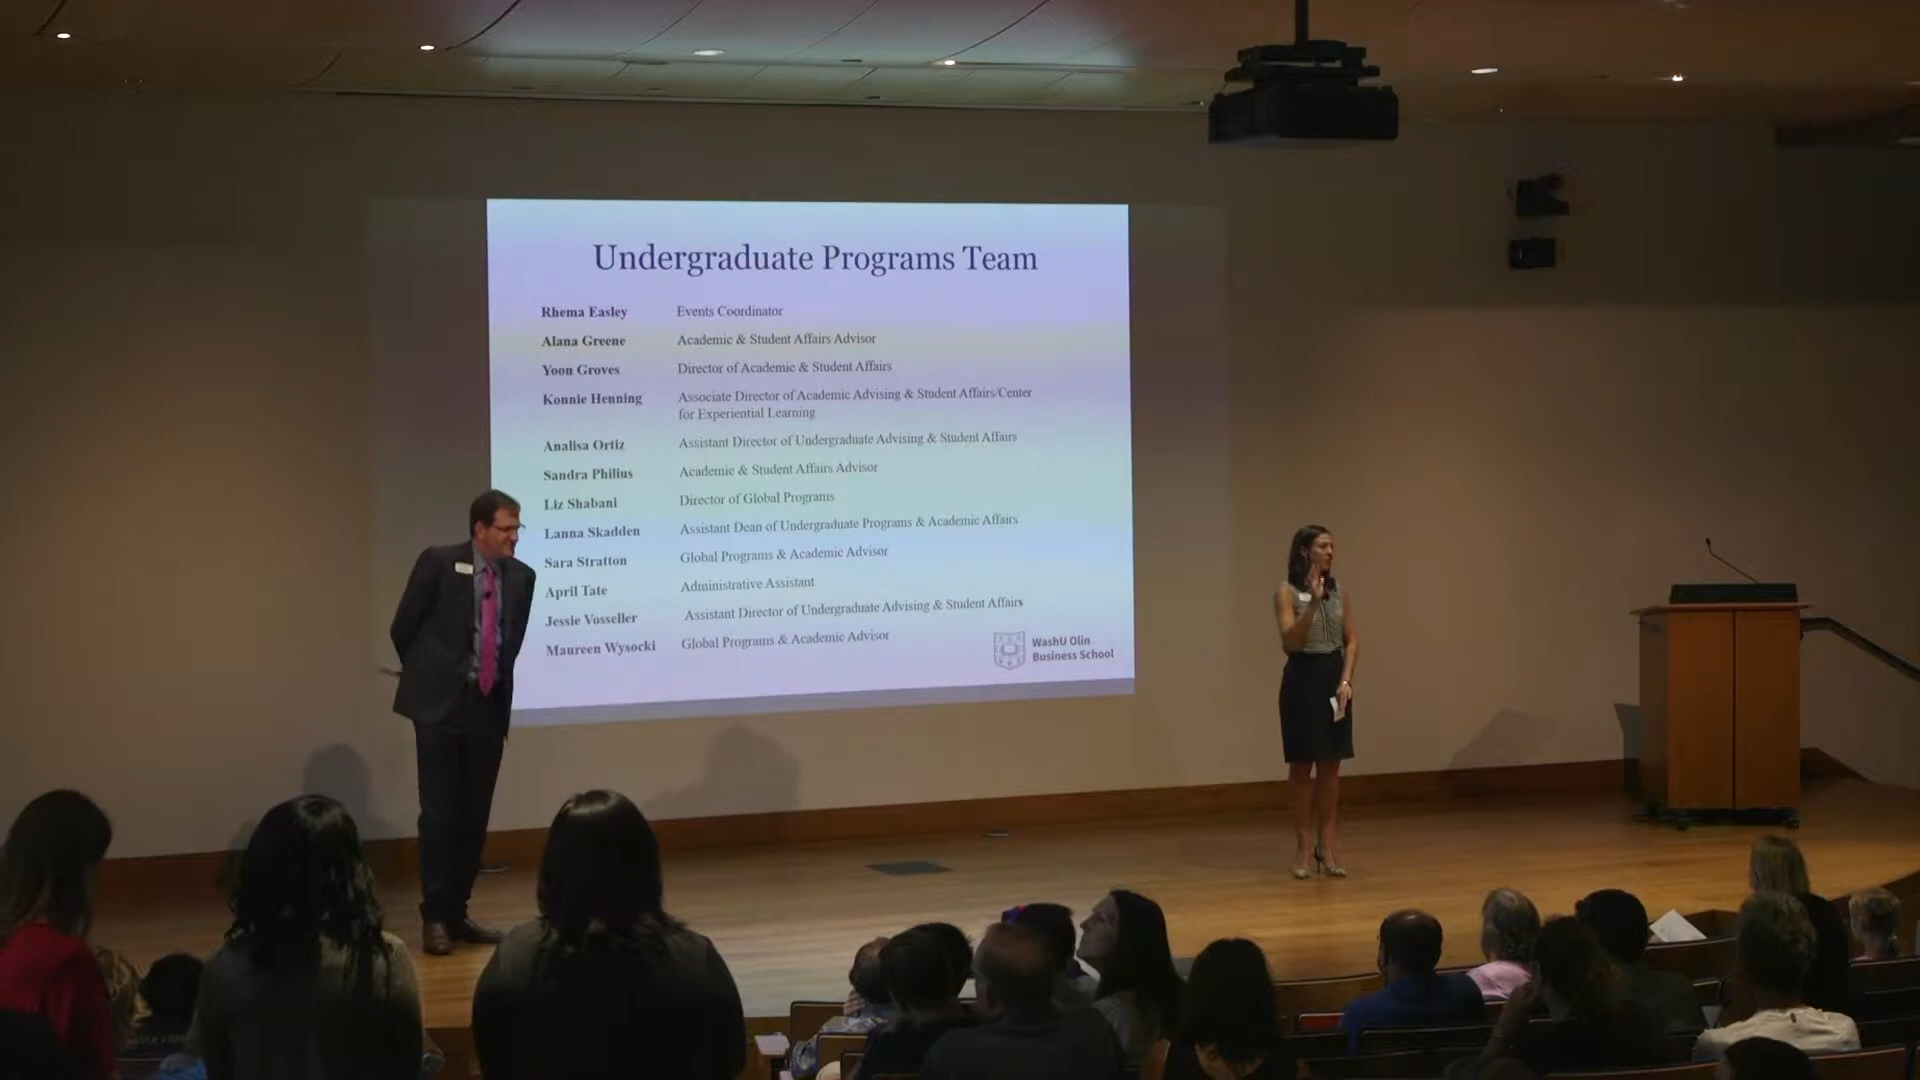 Undergraduate Programs Team
Rhema Easley Events Coordinator
Alana Greene Academic & Student Affairs Advisor
Yoon Groves Director of Academic & Student Affairs
Konnie Henning Associate Director of Academic Advising & Student Affairs/Center
for Experiential Learning
Analisa Ortiz Assistant Director of Undergraduate Advising & Student Affairs
Sandra Philius Academic & Student Affairs Advisor
Liz Shabani Director of Global Programs
Lanna Skadden Assistant Dean of Undergraduate Programs & Academic Affairs
Sara Stratton Global Programs & Academic Advisor
April Tate Administrative Assistant
Jessie Vosseller Assistant Director of Undergraduate Advising & Student Affairs
Maureen Wysocki Global Programs & Academic Advisor
WashU Olin
Business School